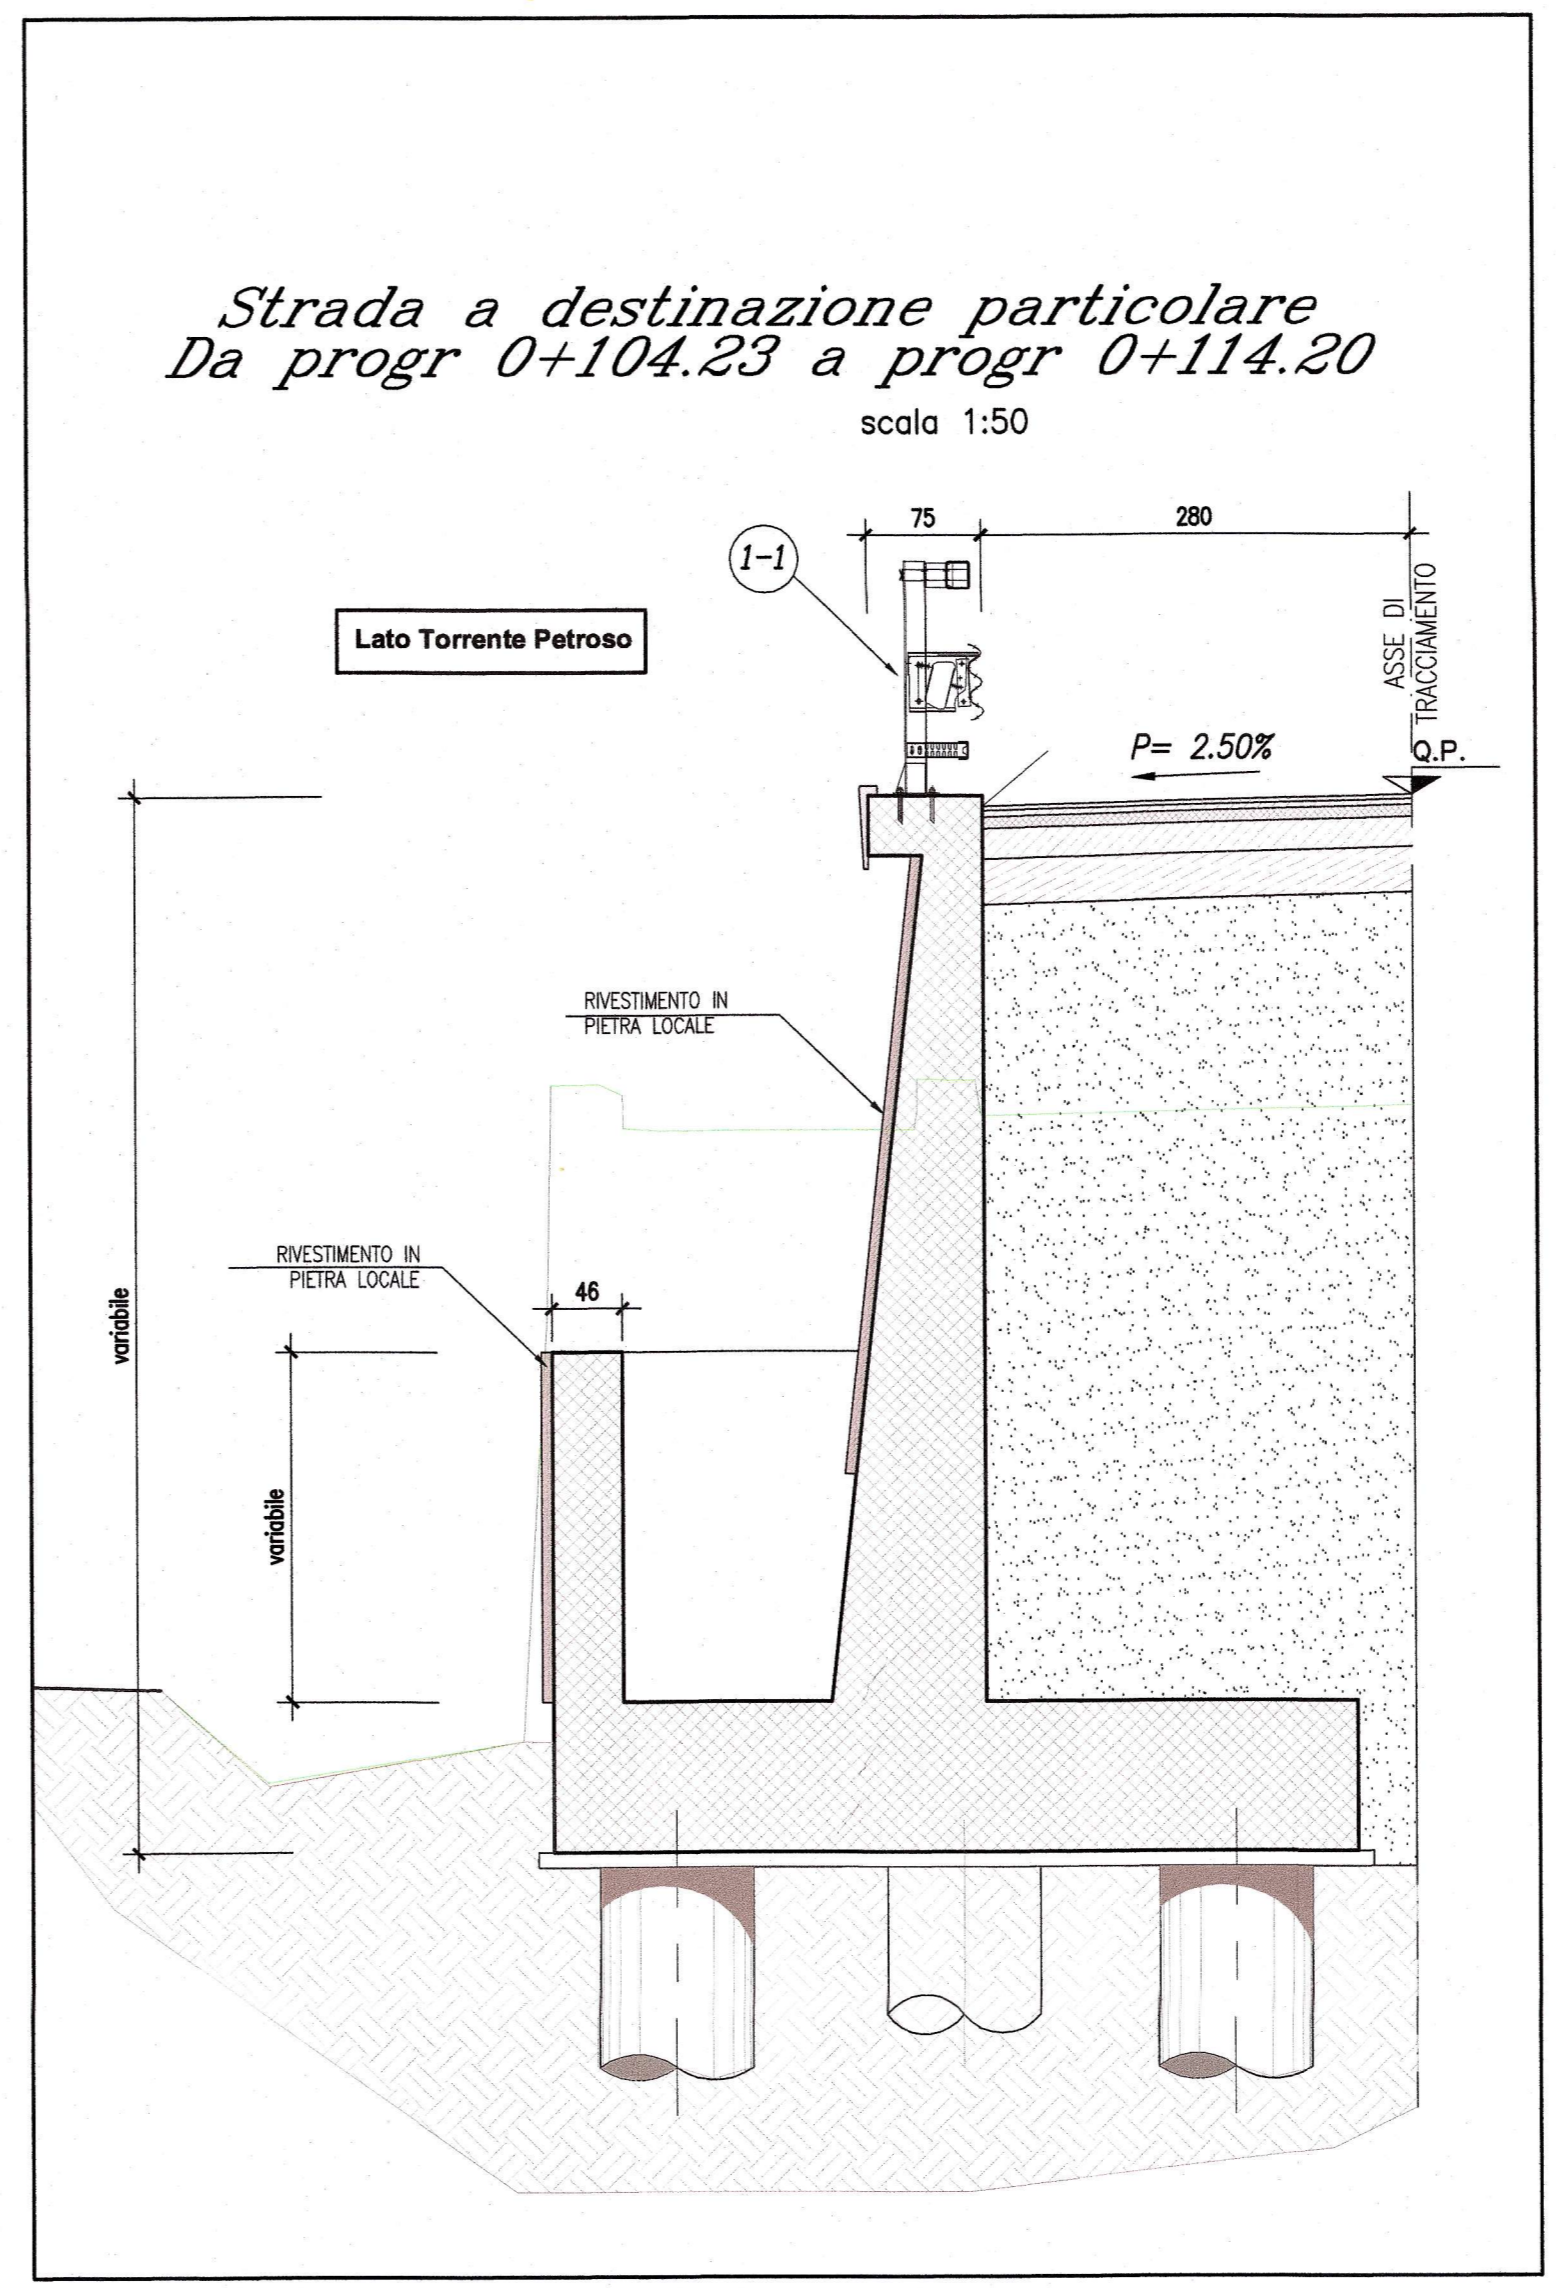 Strada a destinazione particolare
Da progr 0+104.23 a progr 0+114.20
scala 1:50
75
280
1-1
Lato Torrente Petroso
ASSE DI
TRACCIAMENTO
P= 2.50%
Q.P.
RIVESTIMENTO IN
PIETRA LOCALE
RIVESTIMENTO IN
PIETRA LOCALE
46
variabile
variabile